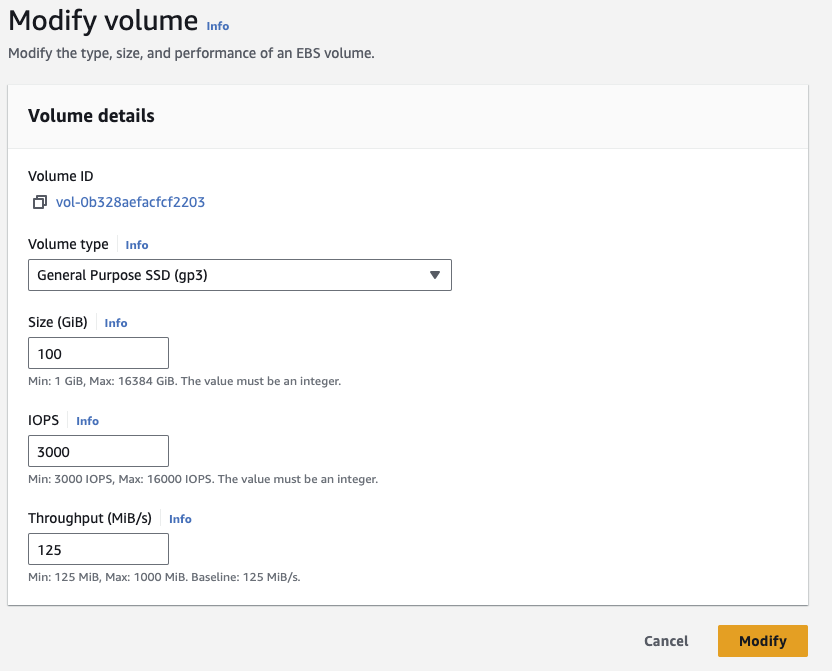 Modify volume Info
Modify the type, size, and performance of an EBS volume.
Volume details
Volume ID
vol-0b328aefacfcf2203
Volume type Info
General Purpose SSD (gp3)
Size (GiB) Info
100
Min: 1 GiB, Max: 16384 GiB. The value must be an integer.
IOPS Info
3000
Min: 3000 IOPS, Max: 16000 IOPS. The value must be an integer.
Throughput (MiB/s) Info
125
Min: 125 MiB, Max: 1000 MiB. Baseline: 125 MiB/s.
Cancel Modify